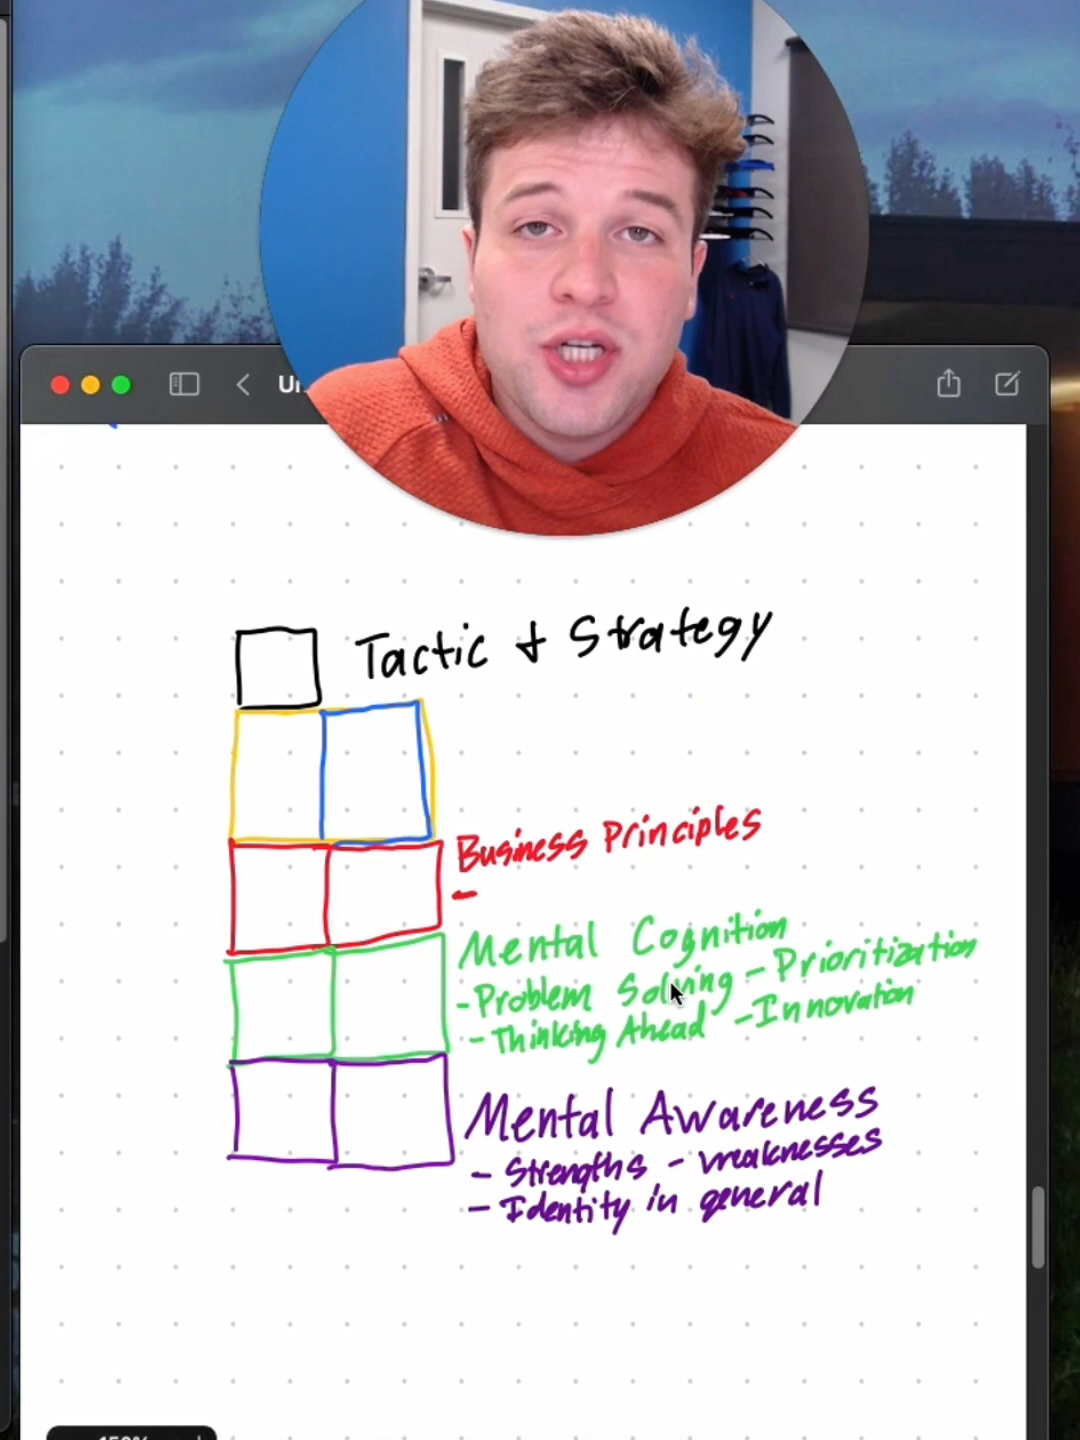 Tactic & Strategy
Business Principles
-
Mental Cognition
- Problem Solving - Prioritization
- Thinking Ahead - Innovation
Mental Awareness
- Strengths - weaknesses
- Identity in general